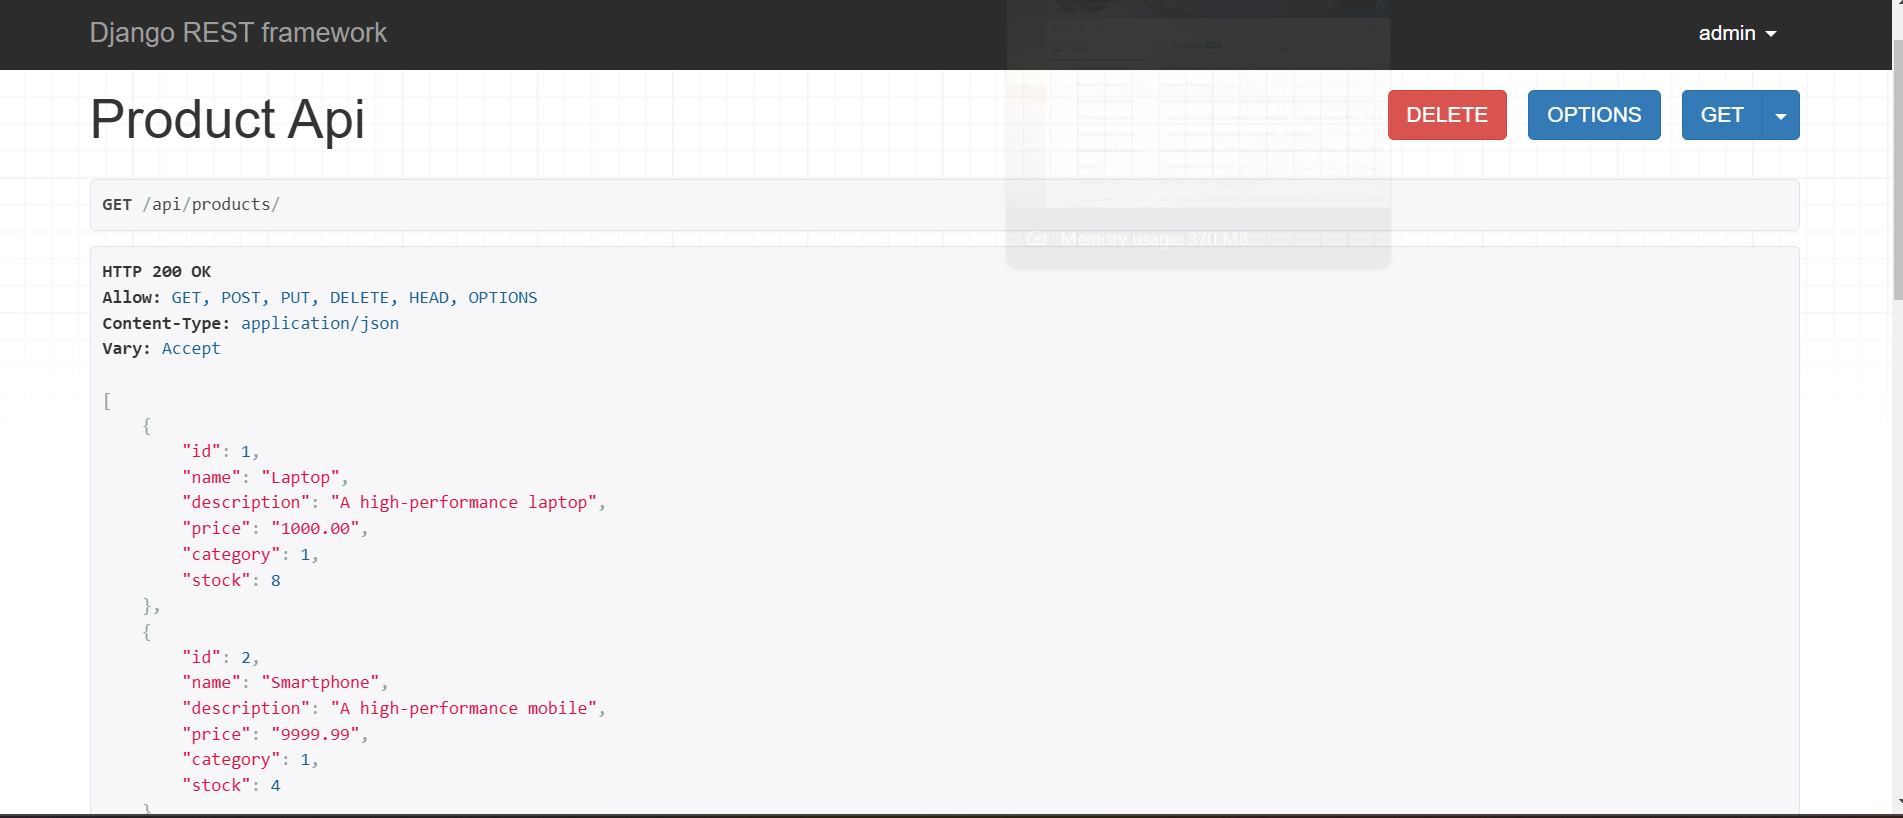 Django REST framework
admin
Product Api
DELETE
OPTIONS
GET
GET /api/products/
Memory usage: 370 MB
HTTP 200 OK
Allow: GET, POST, PUT, DELETE, HEAD, OPTIONS
Content-Type: application/json
Vary: Accept
[
{
"id": 1,
"name": "Laptop",
"description": "A high-performance laptop",
"price": "1000.00",
"category": 1,
"stock": 8
},
{
"id": 2,
"name": "Smartphone",
"description": "A high-performance mobile",
"price": "9999.99",
"category": 1,
"stock": 4
}